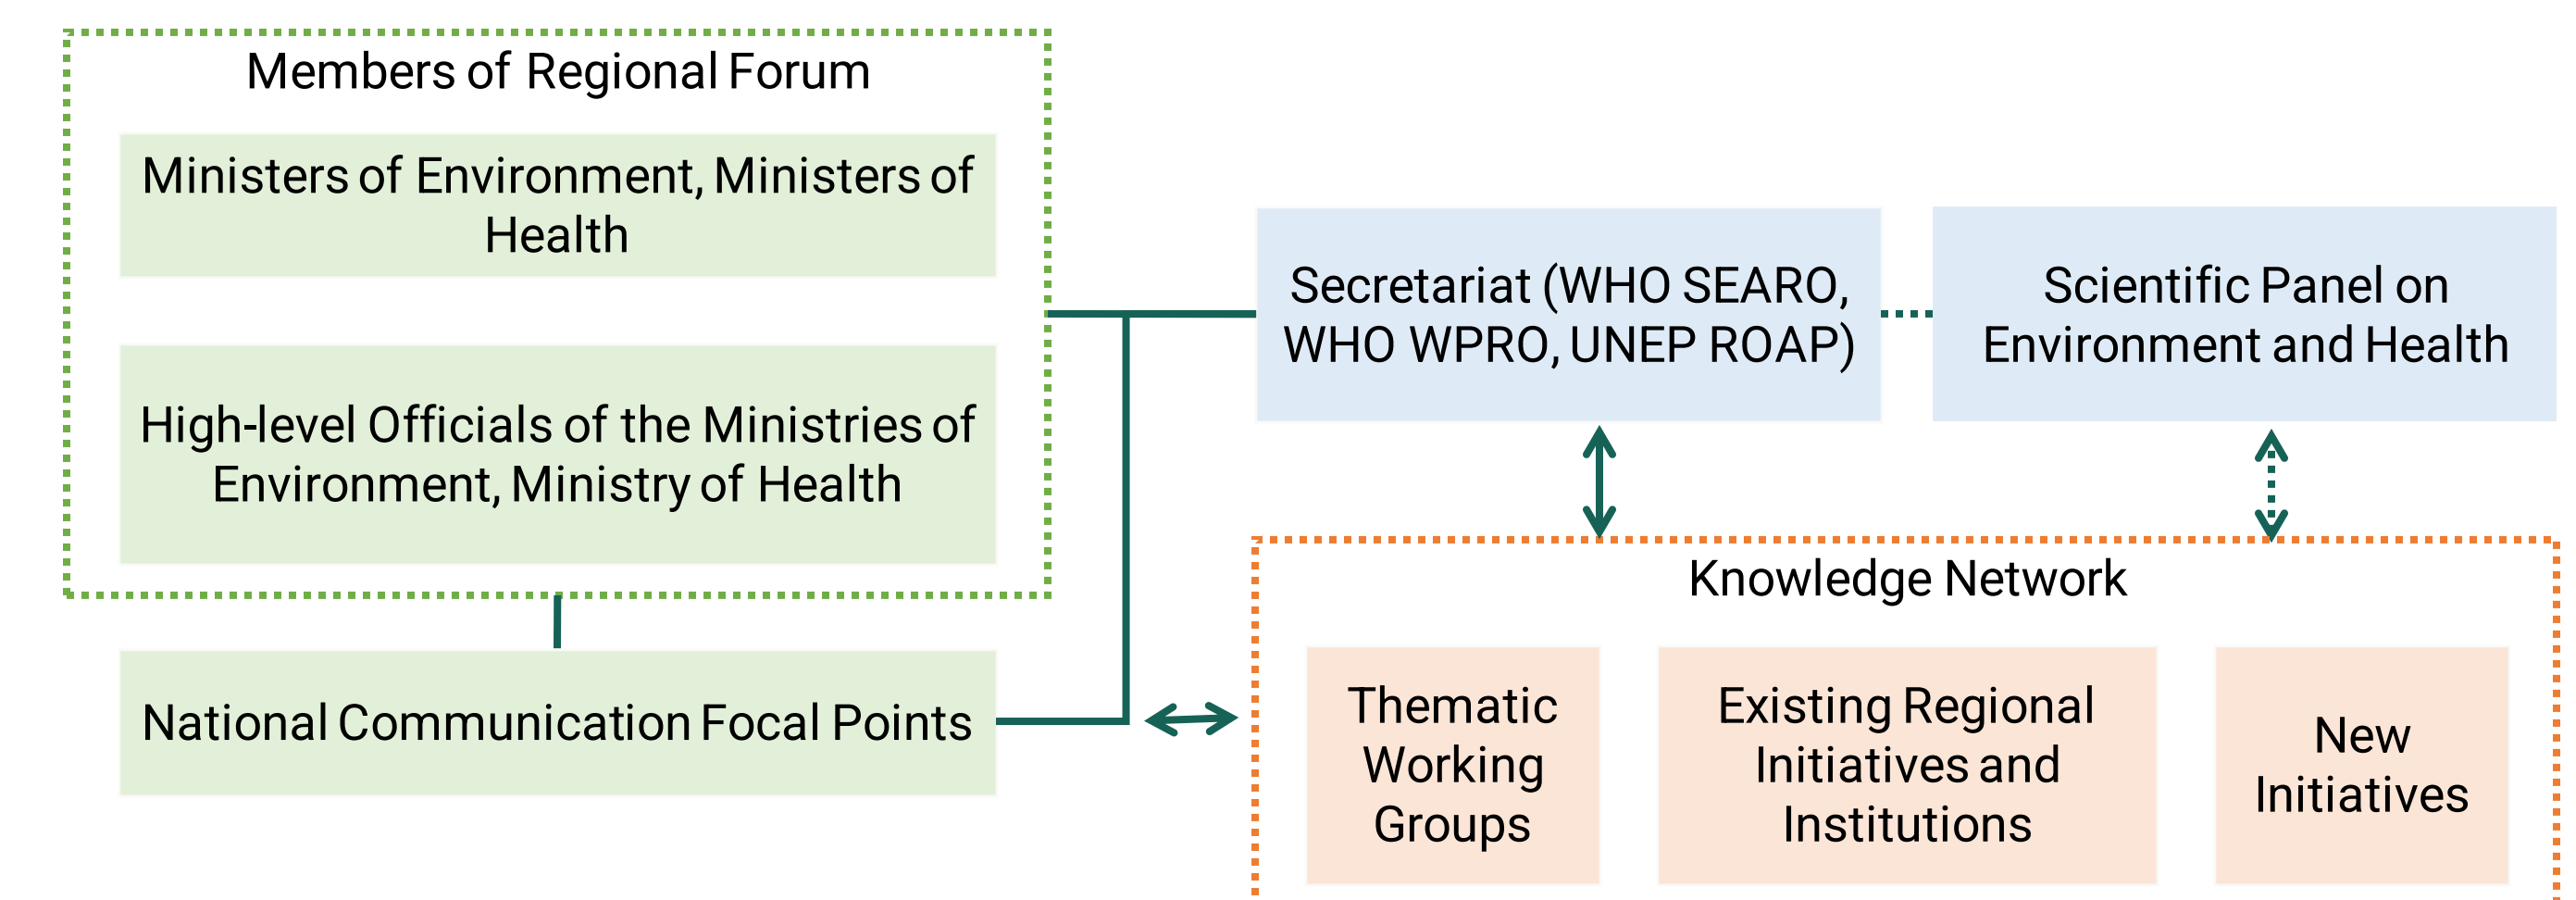 Members of Regional Forum
Ministers of Environment, Ministers of
Health
High-level Officials of the Ministries of
Environment, Ministry of Health
National Communication Focal Points
Secretariat (WHO SEARO,
WHO WPRO, UNEP ROAP)
Scientific Panel on
Environment and Health
Knowledge Network
Thematic
Working
Groups
Existing Regional
Initiatives and
Institutions
New
Initiatives